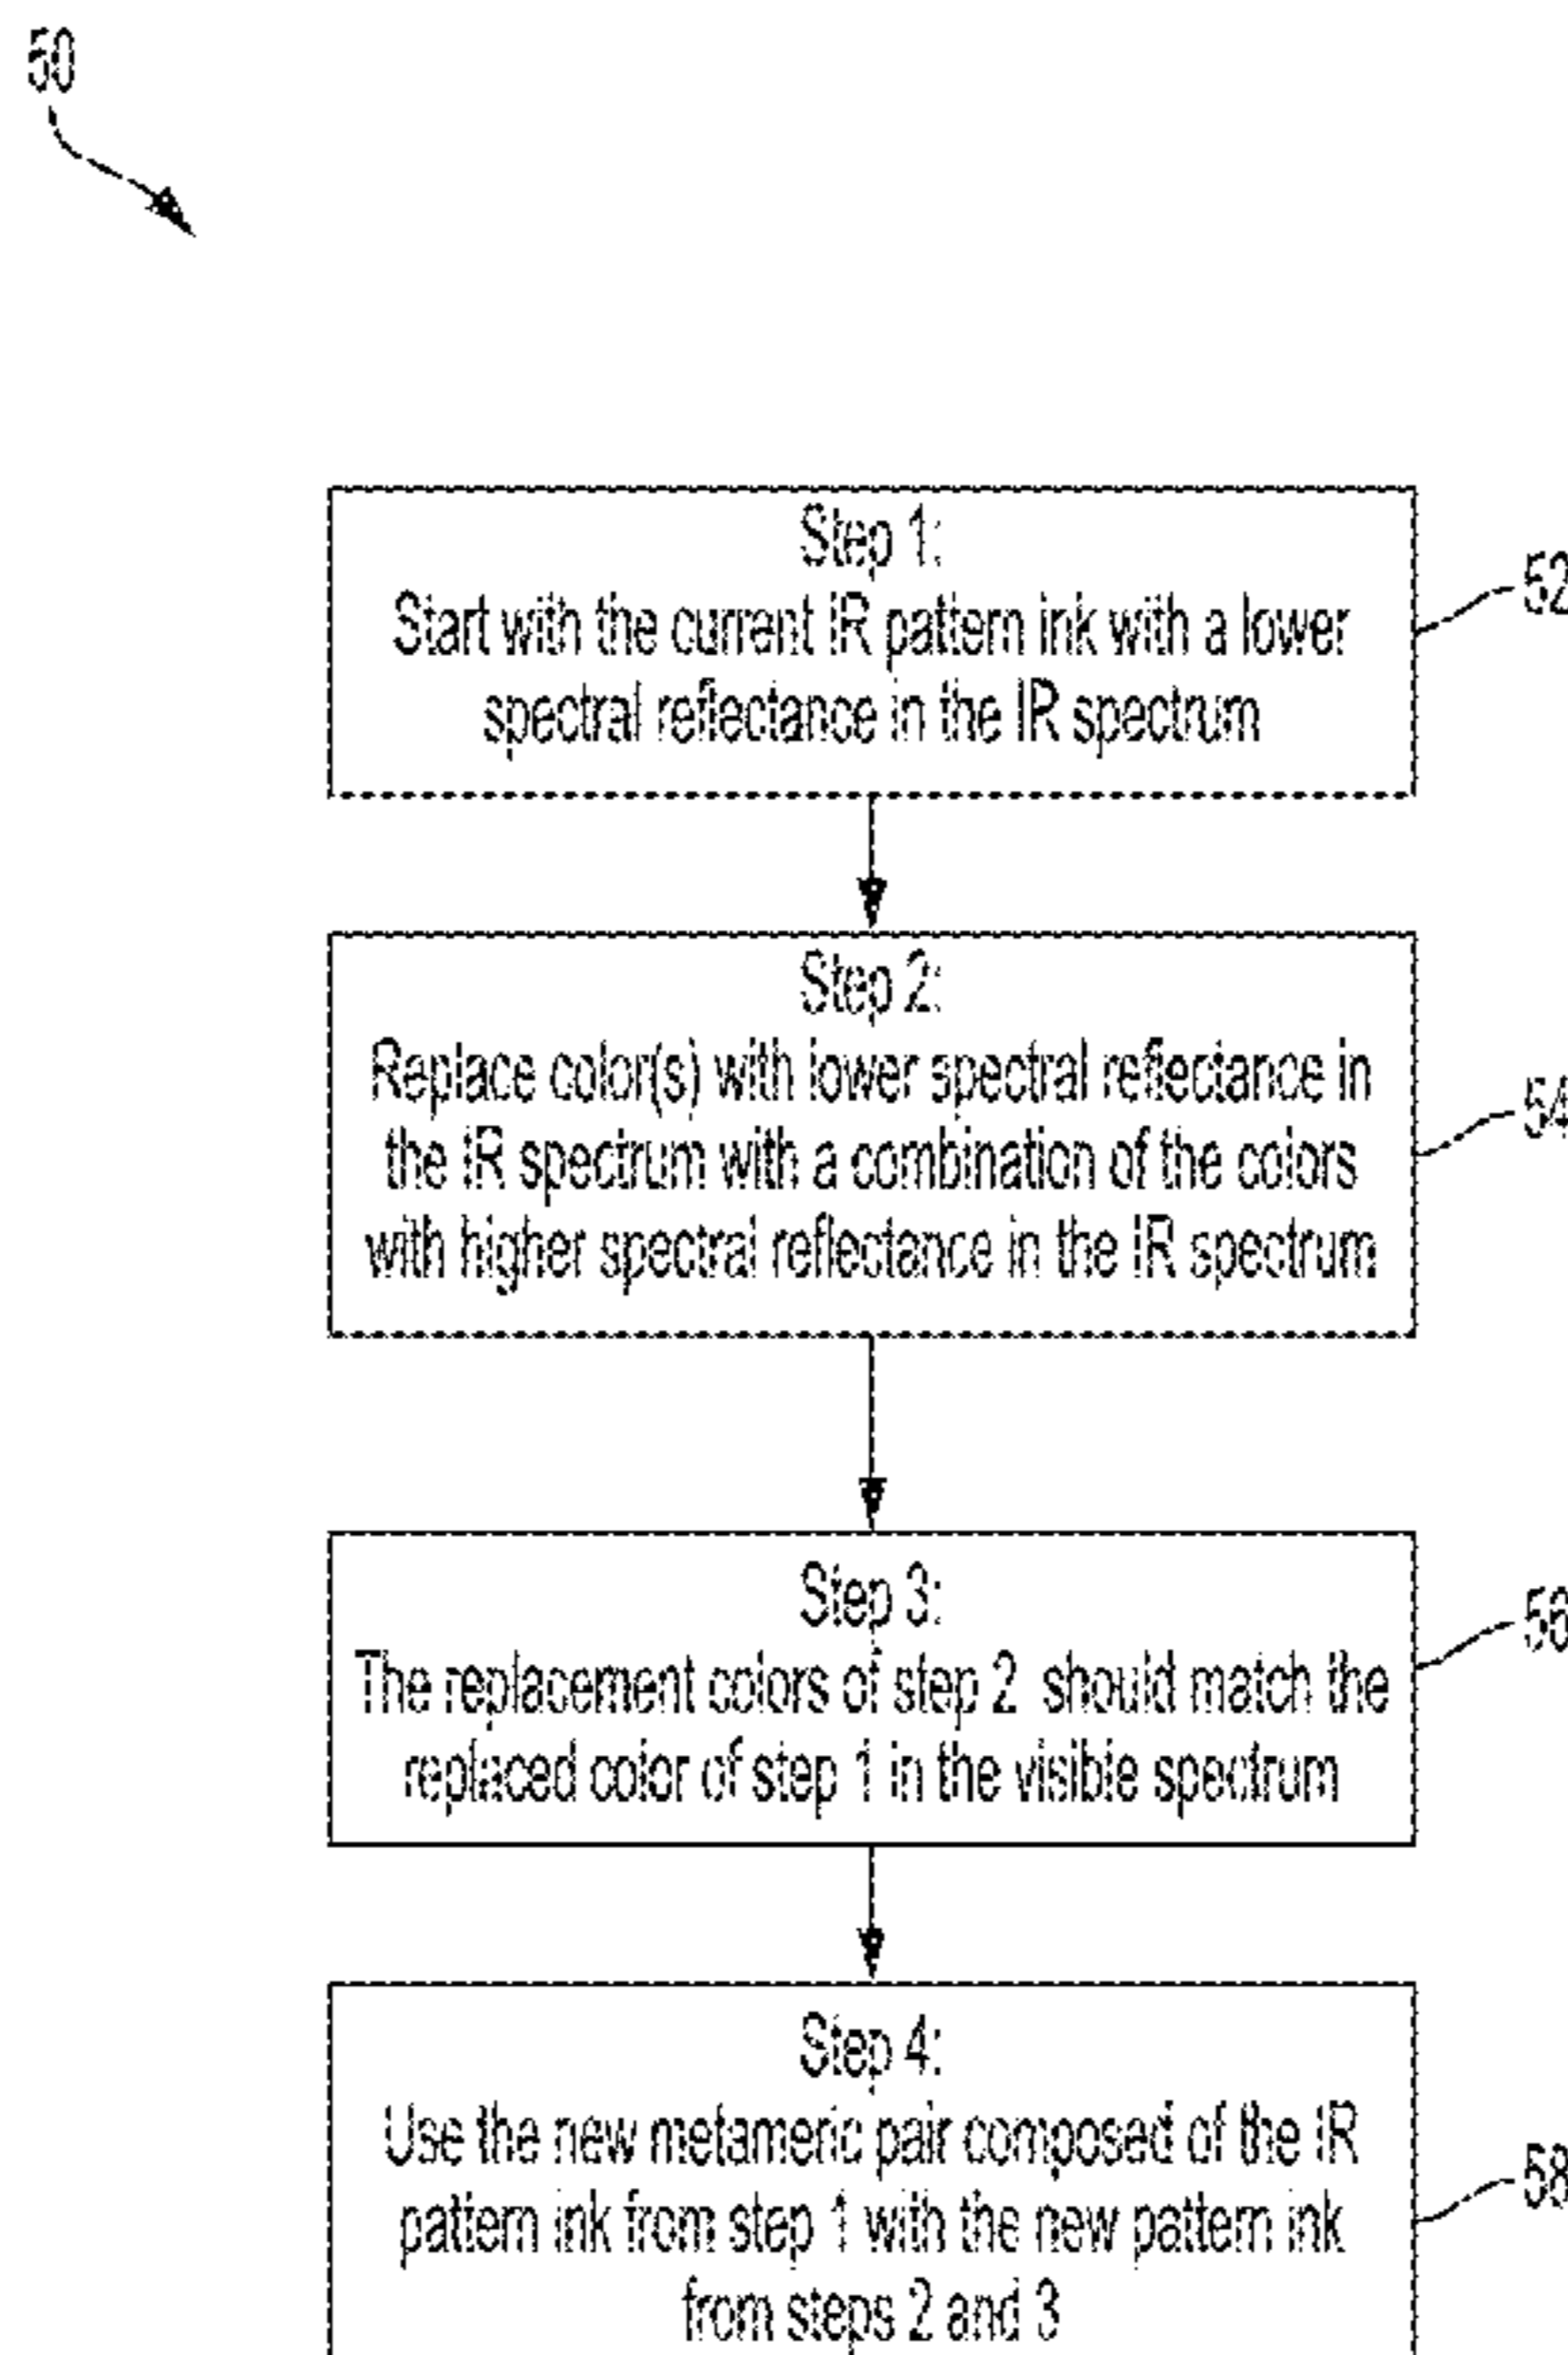 50
Step 1:
Start with the current IR pattern ink with a lower
spectral reflectance in the IR spectrum
52
Step 2:
Replace color(s) with lower spectral reflectance in
the IR spectrum with a combination of the colors
with higher spectral reflectance in the IR spectrum
54
Step 3:
The replacement colors of step 2 should match the
replaced color of step 1 in the visible spectrum
56
Step 4:
Use the new metameric pair composed of the IR
pattern ink from step 1 with the new pattern ink
from steps 2 and 3
58